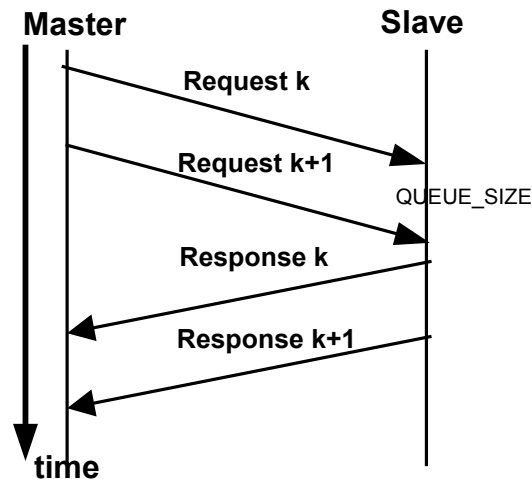 Master
Slave
Request k
Request k+1
QUEUE_SIZE
Response k
Response k+1
time